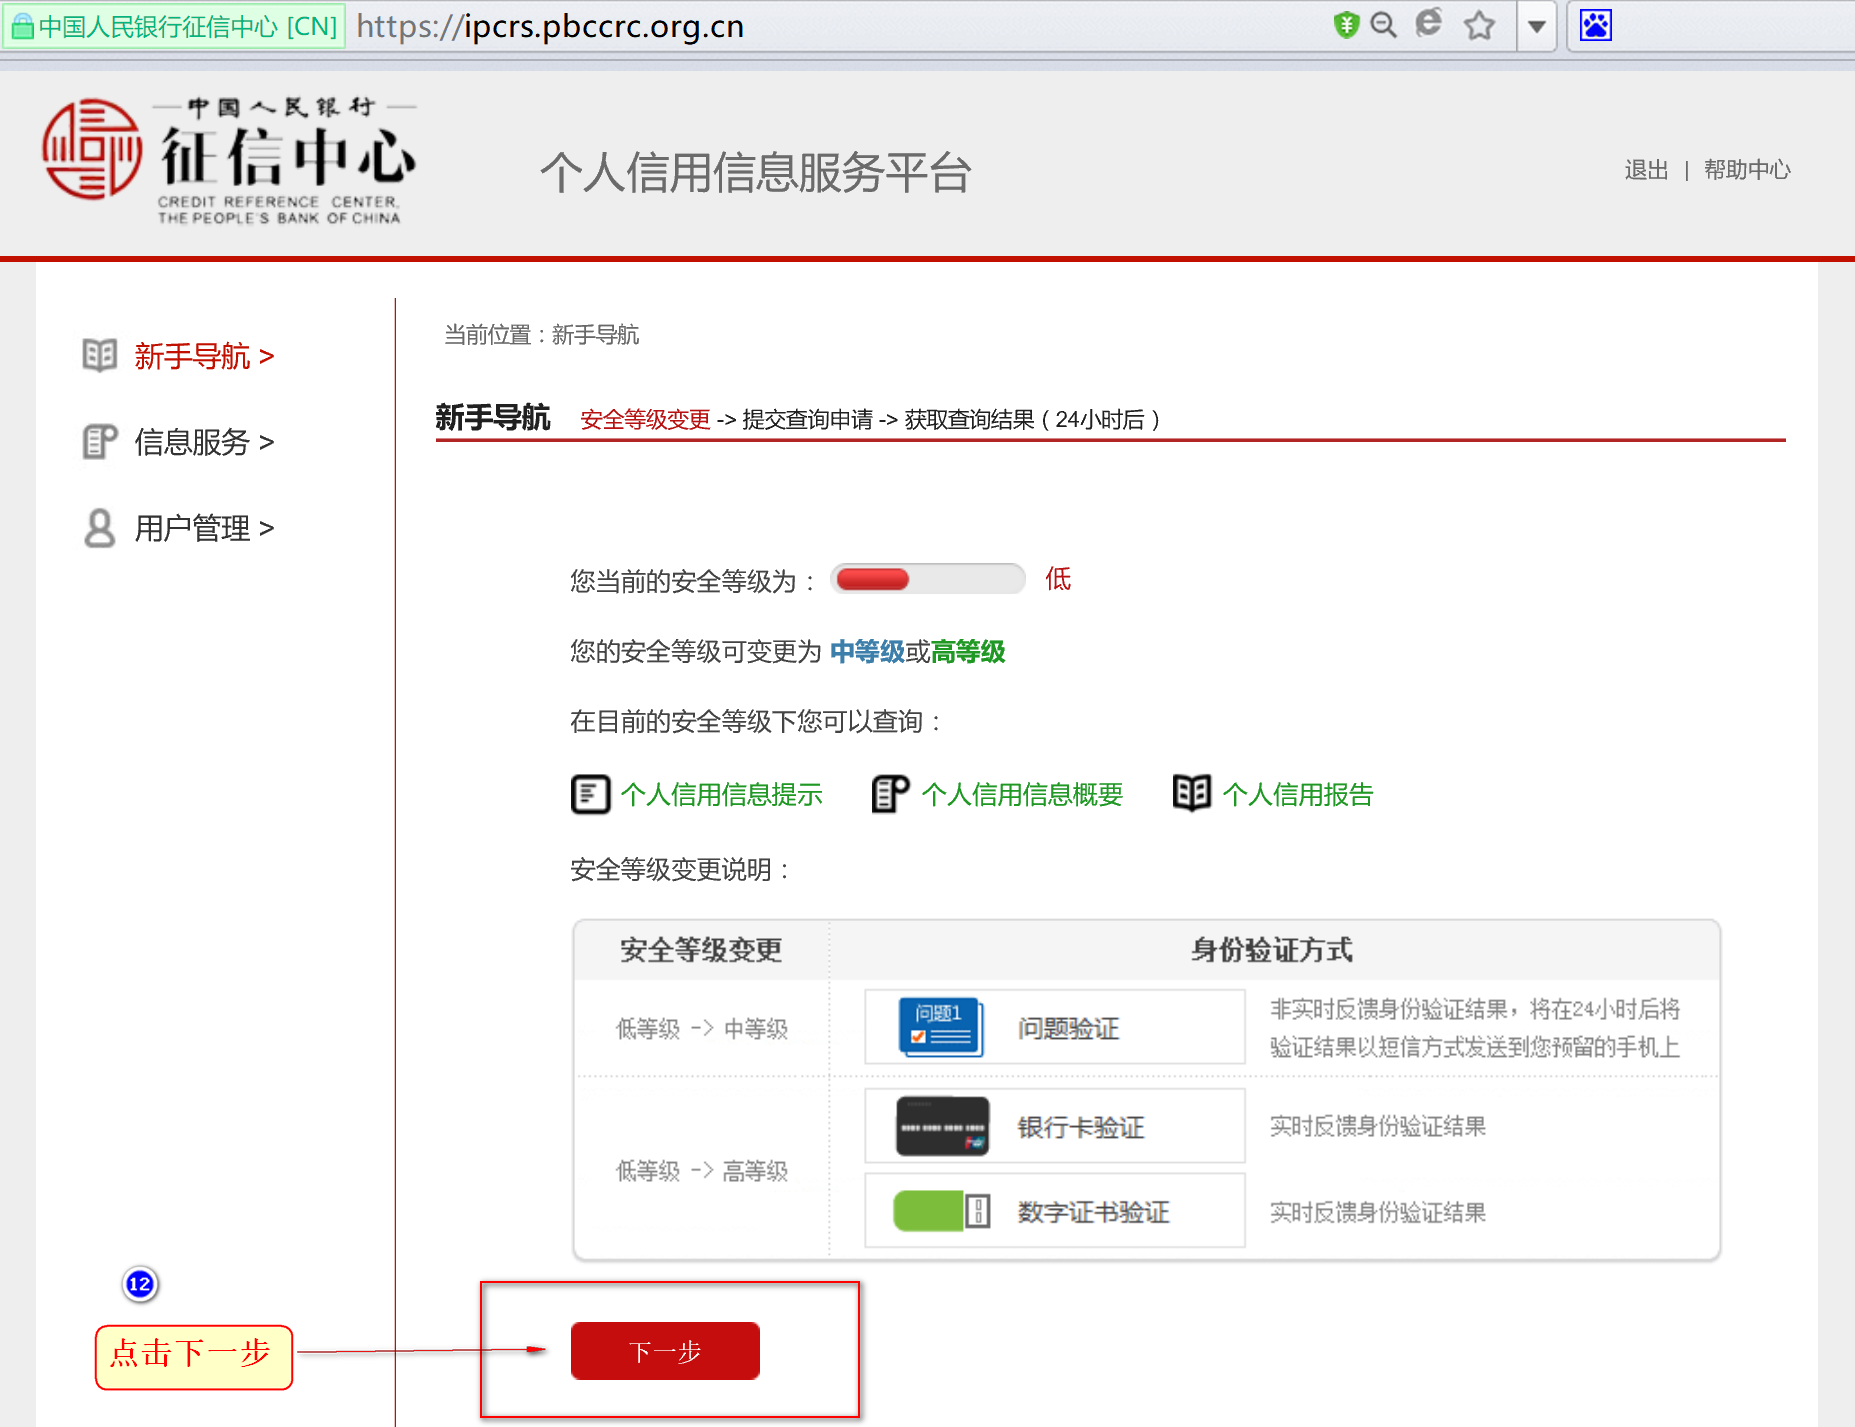 中国人民银行征信中心 [CN] https://ipcrs.pbccrc.org.cn
中国人民银行
征信中心
CREDIT REFERENCE CENTER,
THE PEOPLE'S BANK OF CHINA
个人信用信息服务平台
退出 | 帮助中心
新手导航 >
信息服务 >
用户管理 >
当前位置：新手导航
新手导航 安全等级变更 -> 提交查询申请 -> 获取查询结果（24小时后）
您当前的安全等级为： 低
您的安全等级可变更为 中等级或高等级
在目前的安全等级下您可以查询：
个人信用信息提示 个人信用信息概要 个人信用报告
安全等级变更说明：
安全等级变更 身份验证方式
低等级 -> 中等级
问题1
问题验证
非实时反馈身份验证结果，将在24小时后将
验证结果以短信方式发送到您预留的手机上
低等级 -> 高等级
银行卡验证 实时反馈身份验证结果
数字证书验证 实时反馈身份验证结果
12
点击下一步
下一步